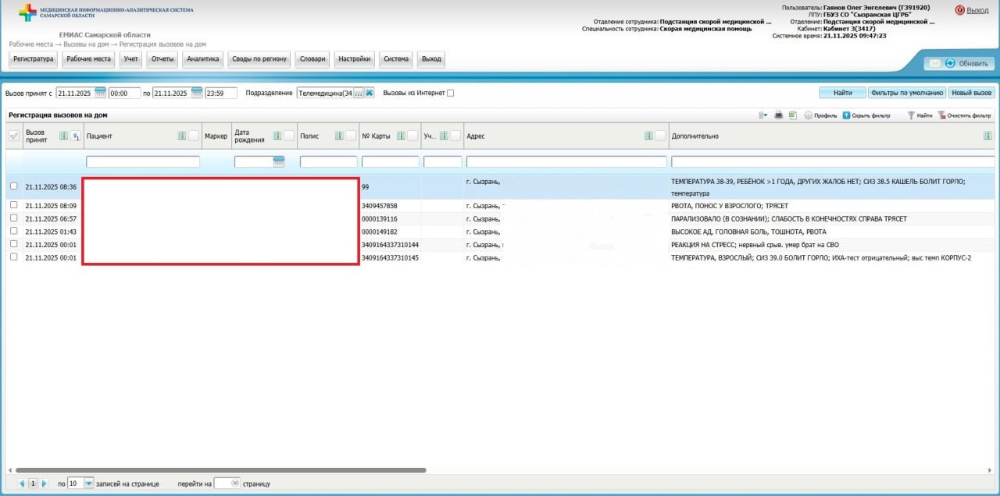 МЕДИЦИНСКАЯ ИНФОРМАЦИОННО-АНАЛИТИЧЕСКАЯ СИСТЕМА
САМАРСКОЙ ОБЛАСТИ
Пользователь: Гаянов Олег Энгелевич (Г391920)
ЛПУ: ГБУЗ СО "Сызранская ЦГРБ"
Отделение сотрудника: Подстанция скорой медицинской ... Отделение: Подстанция скорой медицинской ...
Специальность сотрудника: Скорая медицинская помощь Кабинет: Кабинет 3(3417)
Системное время: 21.11.2025 09:47:23
Выход
ЕМИАС Самарской области
Рабочие места → Вызовы на дом → Регистрация вызовов на дом
Регистратура Рабочие места Учет Отчеты Аналитика Своды по региону Словари Настройки Система Выход
Обновить
Вызов принят с 21.11.2025 00:00 по 21.11.2025 23:59 Подразделение Телемедицина(34 ... Вызовы из Интернет Найти Фильтры по умолчанию Новый вызов
Регистрация вызовов на дом Профиль Скрыть фильтр Найти Очистить фильтр
Вызов принят Пациент Маркер Дата рождения Полис № Карты Уч... Адрес Дополнительно
21.11.2025 08:36 99 г. Сызрань, ТЕМПЕРАТУРА 38-39, РЕБЁНОК >1 ГОДА, ДРУГИХ ЖАЛОБ НЕТ; СИЗ 38.5 КАШЕЛЬ БОЛИТ ГОРЛО;
температура
21.11.2025 08:09 3409457858 г. Сызрань, РВОТА, ПОНОС У ВЗРОСЛОГО; ТРЯСЕТ
21.11.2025 06:57 0000139116 г. Сызрань, ПАРАЛИЗОВАЛО (В СОЗНАНИИ); СЛАБОСТЬ В КОНЕЧНОСТЯХ СПРАВА ТРЯСЕТ
21.11.2025 01:43 0000149182 г. Сызрань, ВЫСОКОЕ АД, ГОЛОВНАЯ БОЛЬ, ТОШНОТА, РВОТА
21.11.2025 00:01 3409164337310144 г. Сызрань, РЕАКЦИЯ НА СТРЕСС; нервный срыв. умер брат на СВО
21.11.2025 00:01 3409164337310145 г. Сызрань, ТЕМПЕРАТУРА, ВЗРОСЛЫЙ; СИЗ 39.0 БОЛИТ ГОРЛО; ИХА-тест отрицательный; выс темп КОРПУС-2
1 по 10 записей на странице перейти на страницу